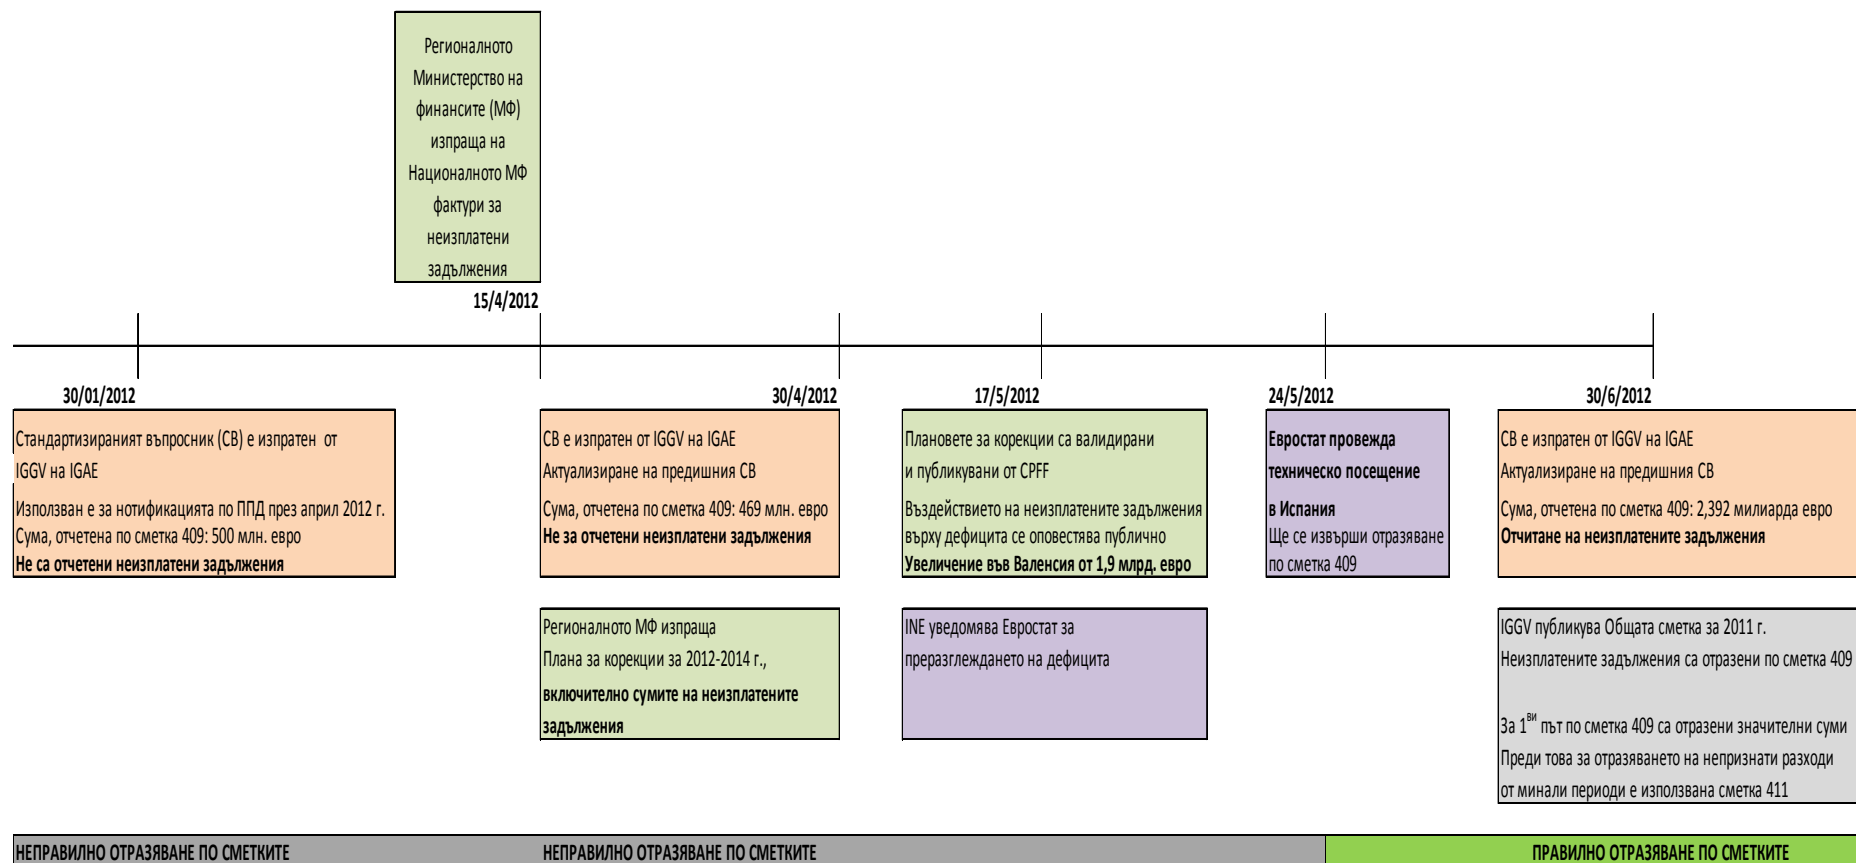 Регионалното
Министерство на
финансите (МФ)
изпраща на
Националното МФ
фактури за
неизплатени
задължения
15/4/2012
30/01/2012
30/4/2012
17/5/2012
24/5/2012
30/6/2012
Стандартизираният въпросник (СВ) е изпратен от
IGGV на IGAE
Използван е за нотификацията по ППД през април 2012 г.
Сума, отчетена по сметка 409: 500 млн. евро
Не са отчетени неизплатени задължения
СВ е изпратен от IGGV на IGAE
Актуализиране на предишния СВ
Сума, отчетена по сметка 409: 469 млн. евро
Не за отчетени неизплатени задължения
Плановете за корекции са валидирани
и публикувани от CPFF
Въздействието на неизплатените задължения
върху дефицита се оповестява публично
Увеличение във Валенсия от 1,9 млрд. евро
Евростат провежда
техническо посещение
в Испания
Ще се извърши отразяване
по сметка 409
СВ е изпратен от IGGV на IGAE
Актуализиране на предишния СВ
Сума, отчетена по сметка 409: 2,392 милиарда евро
Отчитане на неизплатените задължения
Регионалното МФ изпраща
Плана за корекции за 2012-2014 г.,
включително сумите на неизплатените
задължения
INE уведомява Евростат за
преразглеждането на дефицита
IGGV публикува Общата сметка за 2011 г.
Неизплатените задължения са отразени по сметка 409
За 1ви път по сметка 409 са отразени значителни суми
Преди това за отразяването на непризнати разходи
от минали периоди е използвана сметка 411
НЕПРАВИЛНО ОТРАЗЯВАНЕ ПО СМЕТКИТЕ
НЕПРАВИЛНО ОТРАЗЯВАНЕ ПО СМЕТКИТЕ
ПРАВИЛНО ОТРАЗЯВАНЕ ПО СМЕТКИТЕ